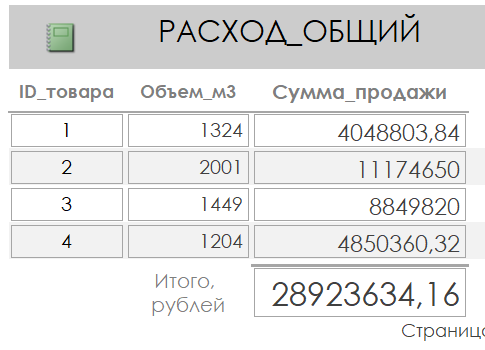 РАСХОД_ОБЩИЙ
ID_товара Объем_м3 Сумма_продажи
1 1324 4048803,84
2 2001 11174650
3 1449 8849820
4 1204 4850360,32
Итого, рублей 28923634,16